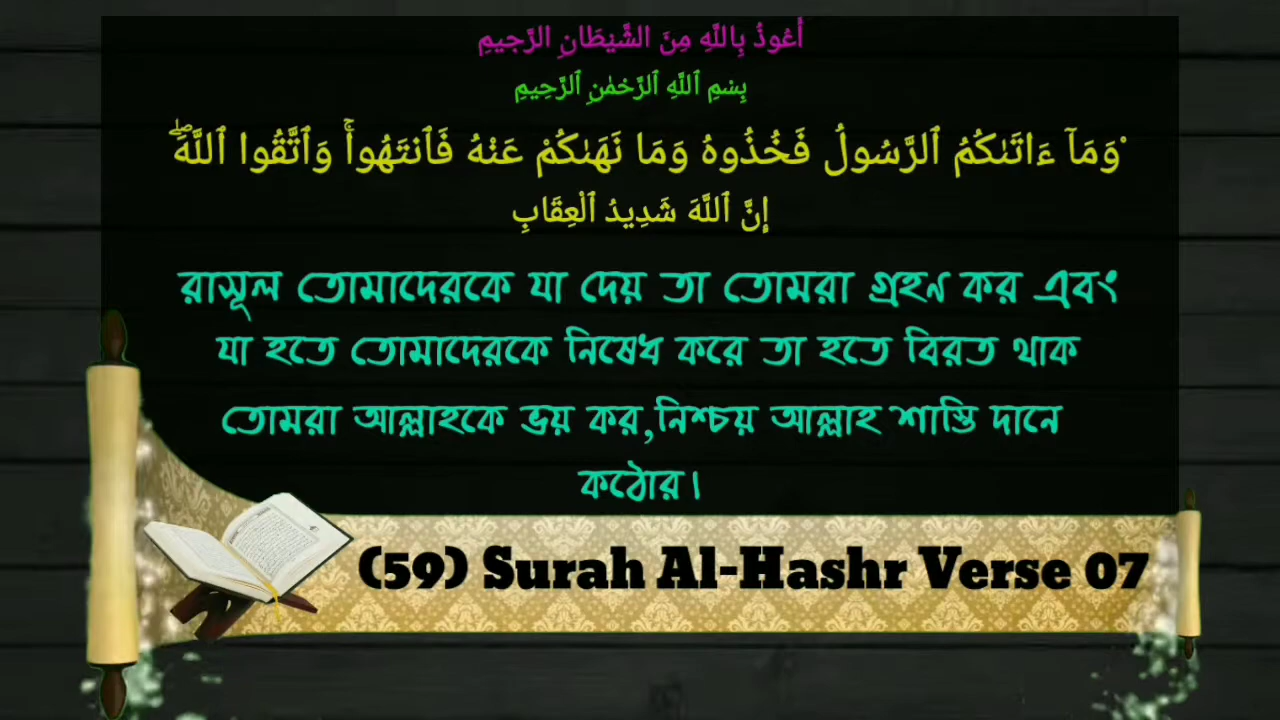 أَعُوذُ بِاللَّهِ مِنَ الشَّيْطَانِ الرَّجِيمِ
بِسْمِ ٱللَّهِ ٱلرَّحْمَٰنِ ٱلرَّحِيمِ
وَمَآ ءَاتَىٰكُمُ ٱلرَّسُولُ فَخُذُوهُ وَمَا نَهَىٰكُمْ عَنْهُ فَٱنتَهُوا۟ۚ وَٱتَّقُوا ٱللَّهَۖ
إِنَّ ٱللَّهَ شَدِيدُ ٱلْعِقَابِ
রাসূল তোমাদেরকে যা দেয় তা তোমরা গ্রহণ কর এবং
যা হতে তোমাদেরকে নিষেধ করে তা হতে বিরত থাক
তোমরা আল্লাহকে ভয় কর,নিশ্চয় আল্লাহ শাস্তি দানে
কঠোর।
(59) Surah Al-Hashr Verse 07